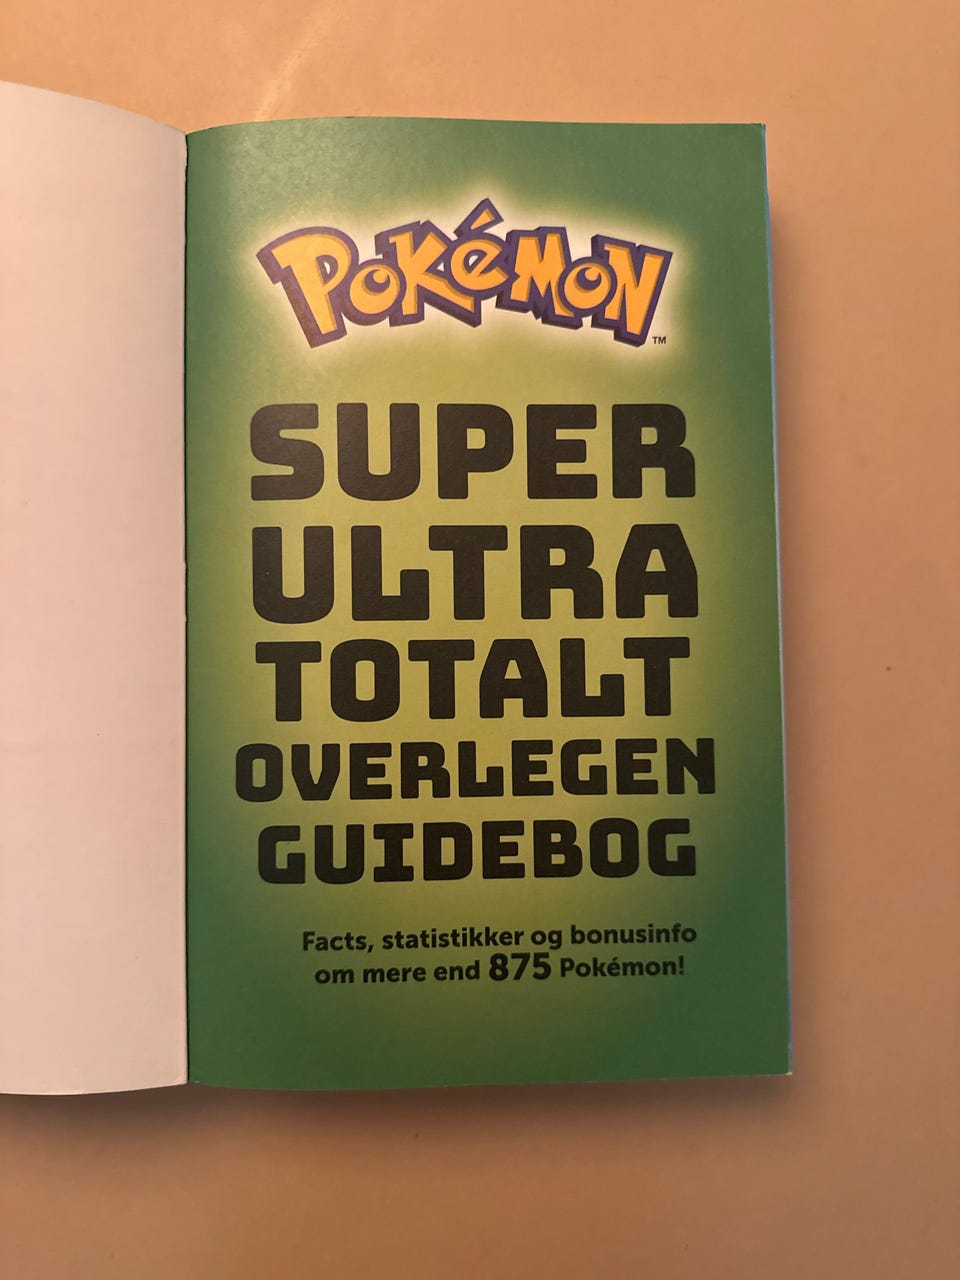 POKÉMON
TM
SUPER
ULTRA
TOTALT
OVERLEGEN
GUIDEBOG
Facts, statistikker og bonusinfo
om mere end 875 Pokémon!